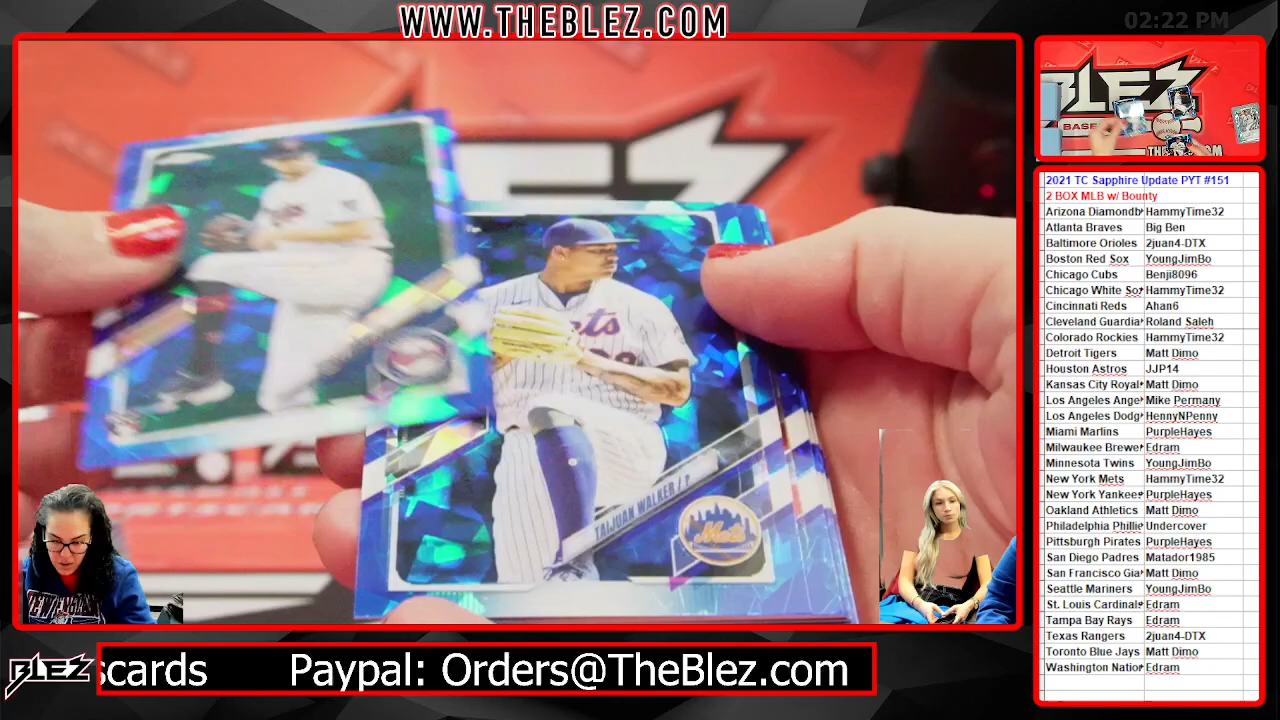 WWW.THEBLEZ.COM
02:22 PM
BLEZ
BASE
Mets
TAIJUAN WALKER / P
Mets
2021 TC Sapphire Update PYT #151
2 BOX MLB w/ Bounty
Arizona Diamondb HammyTime32
Atlanta Braves Big Ben
Baltimore Orioles 2juan4-DTX
Boston Red Sox YoungJimBo
Chicago Cubs Benji8096
Chicago White So HammyTime32
Cincinnati Reds Ahan6
Cleveland Guardia Roland Saleh
Colorado Rockies HammyTime32
Detroit Tigers Matt Dimo
Houston Astros JJP14
Kansas City Royal Matt Dimo
Los Angeles Ange Mike Permany
Los Angeles Dodg HennyNPenny
Miami Marlins PurpleHayes
Milwaukee Brewe Edram
Minnesota Twins YoungJimBo
New York Mets HammyTime32
New York Yankee PurpleHayes
Oakland Athletics Matt Dimo
Philadelphia Phillie Undercover
Pittsburgh Pirates PurpleHayes
San Diego Padres Matador1985
San Francisco Gia Matt Dimo
Seattle Mariners YoungJimBo
St. Louis Cardinal Edram
Tampa Bay Rays Edram
Texas Rangers 2juan4-DTX
Toronto Blue Jays Matt Dimo
Washington Natio Edram
BLEZ scards Paypal: Orders@TheBlez.com